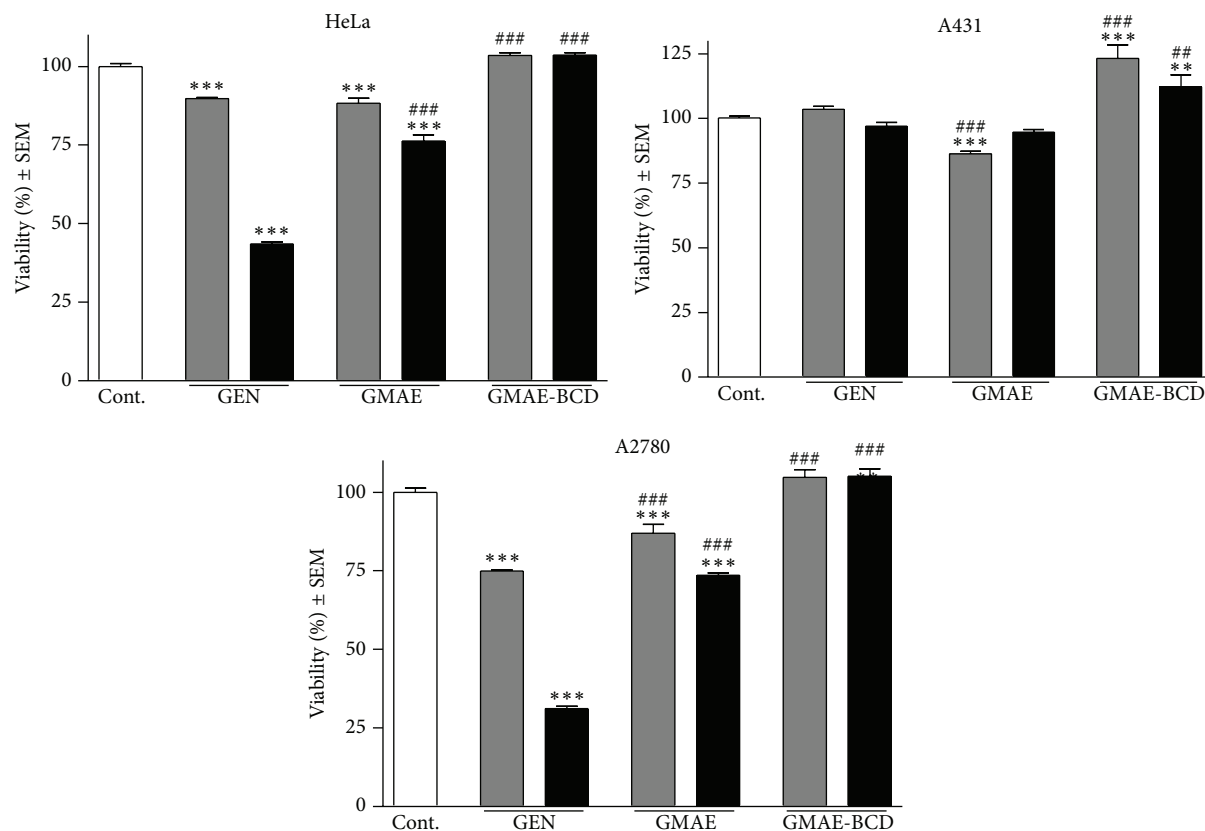 HeLa
Viability (%) ± SEM
100
75
50
25
0
***
***
***
###
***
###
###
Cont.
GEN
GMAE
GMAE-BCD
A431
Viability (%) ± SEM
125
100
75
50
25
0
###
***
###
***
##
**
Cont.
GEN
GMAE
GMAE-BCD
A2780
Viability (%) ± SEM
100
75
50
25
0
***
***
###
***
###
***
###
###
**
Cont.
GEN
GMAE
GMAE-BCD